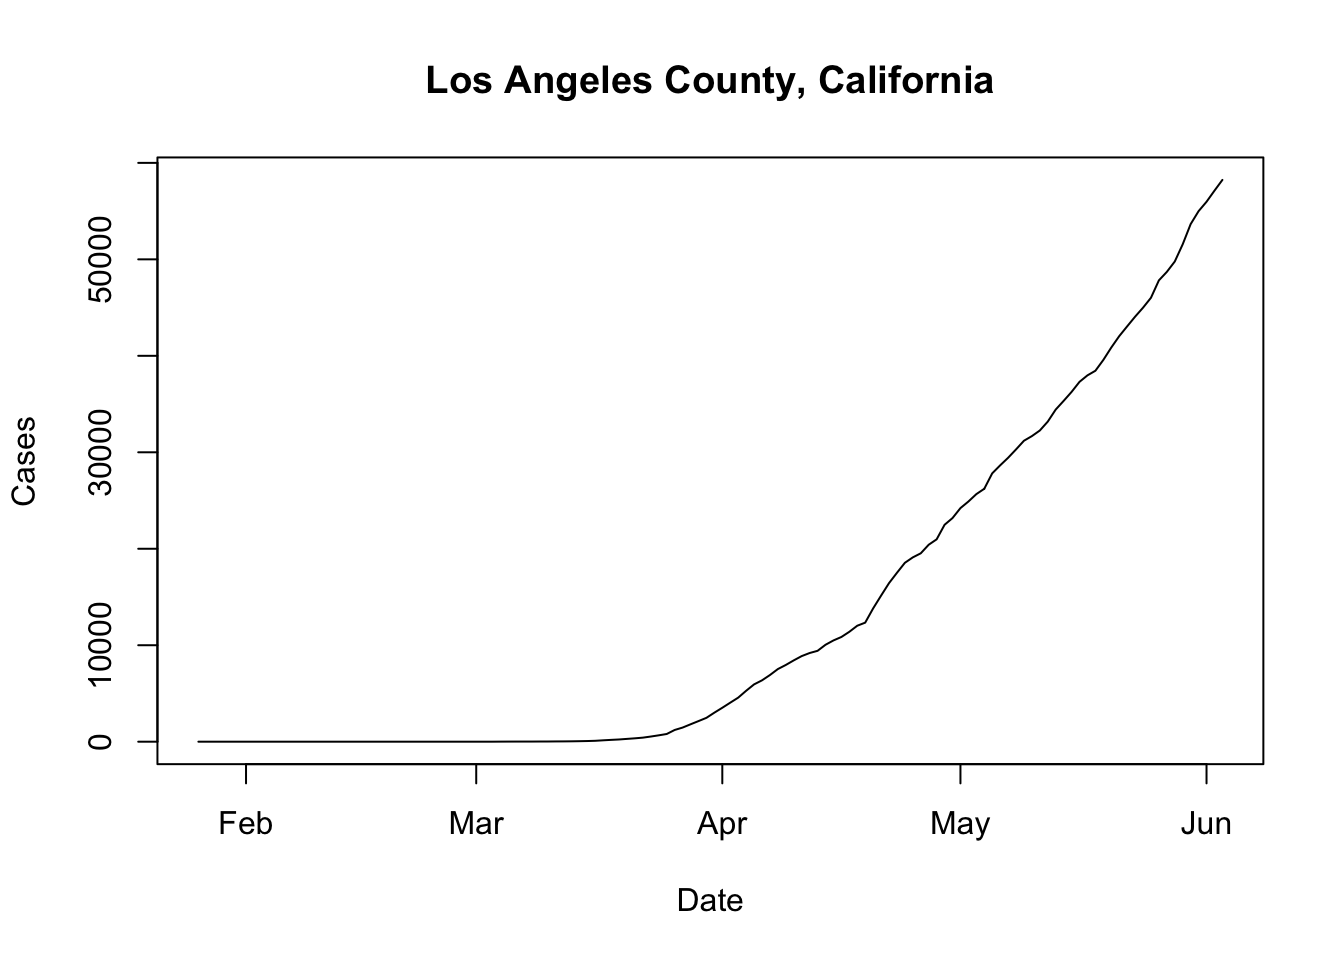 Los Angeles County, California
50000
30000
10000
0
Cases
Feb Mar Apr May Jun
Date